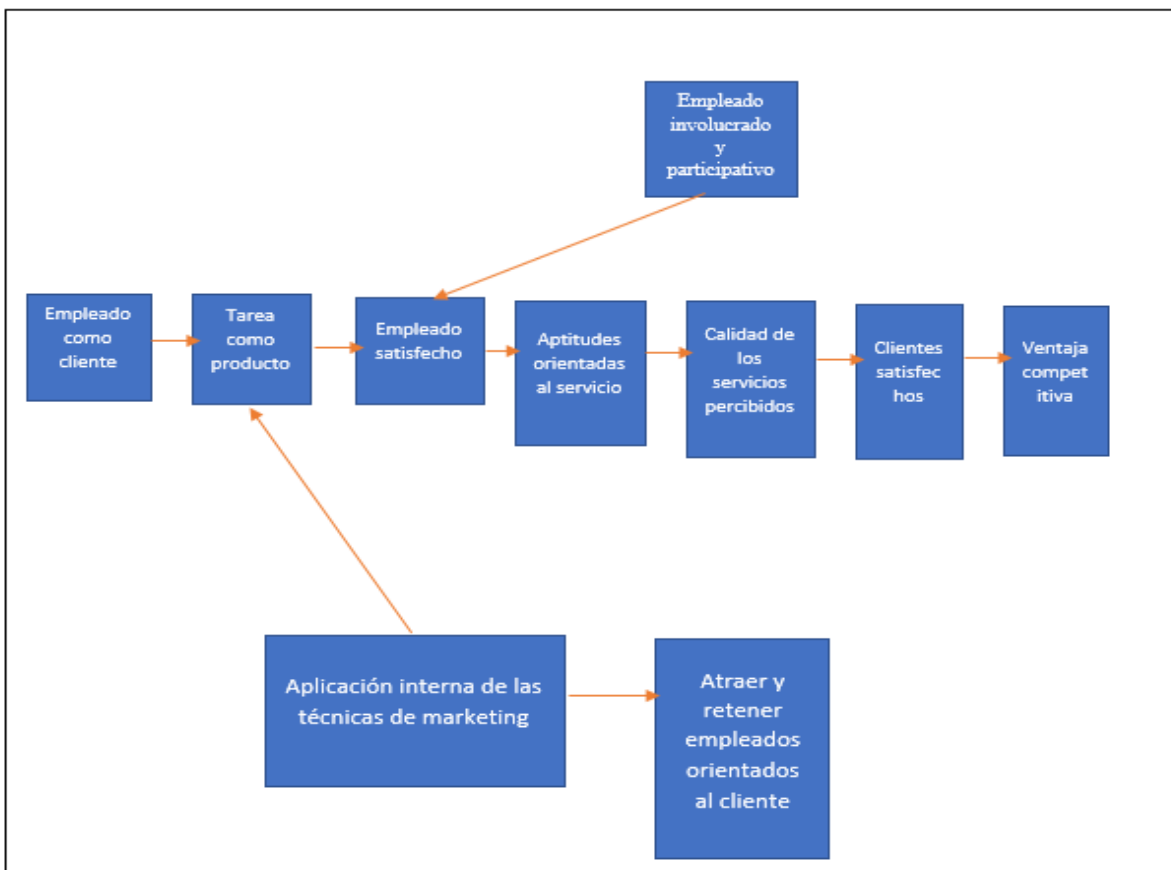 Empleado
involucrado
y
participativo
Empleado
como
cliente
Tarea
como
producto
Empleado
satisfecho
Aptitudes
orientadas
al servicio
Calidad de
los
servicios
percibidos
Clientes
satisfec
hos
Ventaja
compet
itiva
Aplicación interna de las
técnicas de marketing
Atraer y
retener
empleados
orientados
al cliente